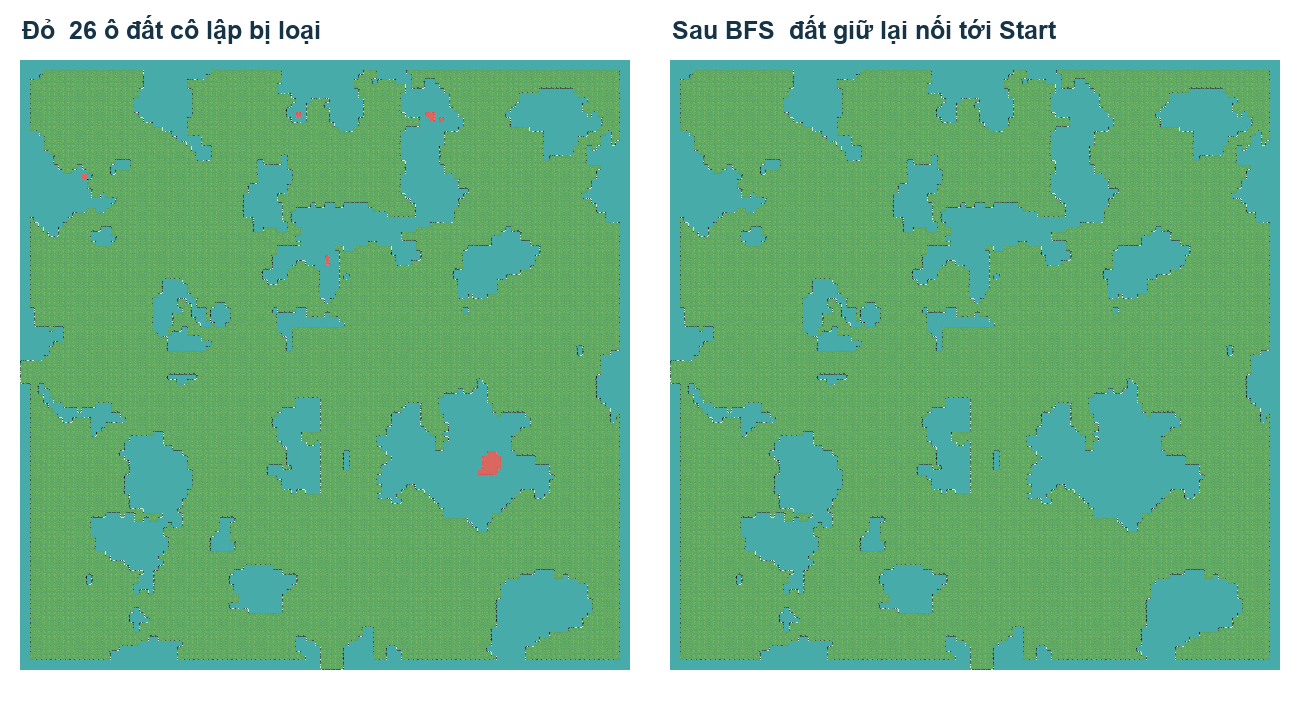 Đỏ  26 ô đất cô lập bị loại
Sau BFS  đất giữ lại nối tới Start